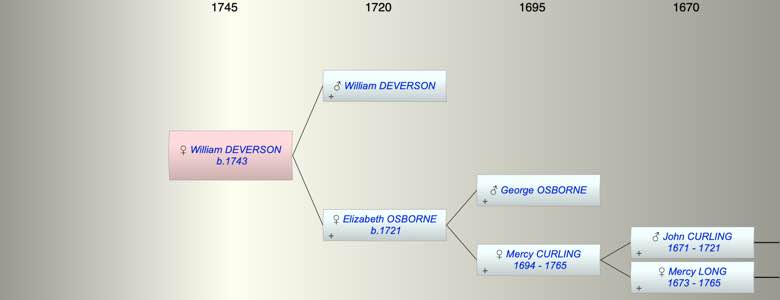 1745 1720 1695 1670
♂ William DEVERSON
+
♀ William DEVERSON
b.1743
♂ George OSBORNE
+
♀ Elizabeth OSBORNE
b.1721
+
♂ John CURLING
1671 - 1721
+
♀ Mercy CURLING
1694 - 1765
+
♀ Mercy LONG
1673 - 1765
+